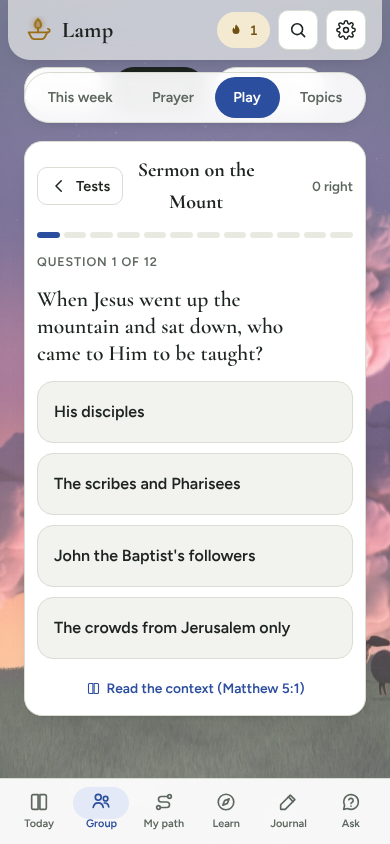 Lamp
1
This week
Prayer
Play
Topics
Tests
Sermon on the
Mount
0 right
QUESTION 1 OF 12
When Jesus went up the
mountain and sat down, who
came to Him to be taught?
His disciples
The scribes and Pharisees
John the Baptist's followers
The crowds from Jerusalem only
Read the context (Matthew 5:1)
Today
Group
My path
Learn
Journal
Ask